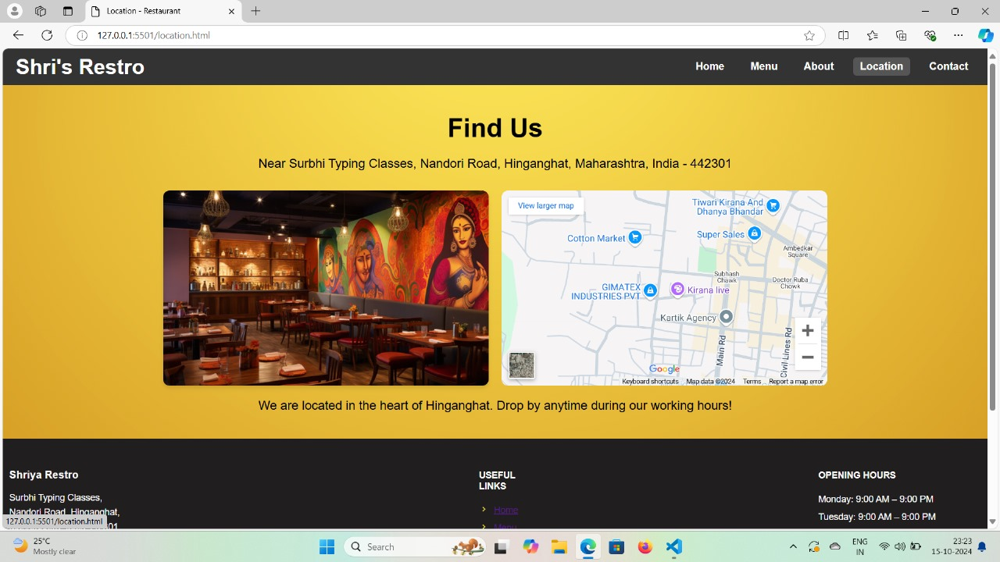 Location - Restaurant
127.0.0.1:5501/location.html
Shri's Restro
Home
Menu
About
Location
Contact
Find Us
Near Surbhi Typing Classes, Nandori Road, Hinganghat, Maharashtra, India - 442301
View larger map
Tiwari Kirana And
Dhanya Bhandar
Cotton Market
Super Sales
Ambedkar
Square
Subhash
Chawk
Doctor Ruba
Chowk
GIMATEX
INDUSTRIES PVT
Kirana live
Kartik Agency
Main Rd
Civil Lines Rd
Google
Keyboard shortcuts
Map data ©2024
Terms
Report a map error
We are located in the heart of Hinganghat. Drop by anytime during our working hours!
Shriya Restro
Surbhi Typing Classes,
Nandori Road, Hinganghat,
USEFUL
LINKS
Home
Menu
OPENING HOURS
Monday: 9:00 AM – 9:00 PM
Tuesday: 9:00 AM – 9:00 PM
127.0.0.1:5501/location.html
25°C
Mostly clear
Search
ENG
IN
23:23
15-10-2024